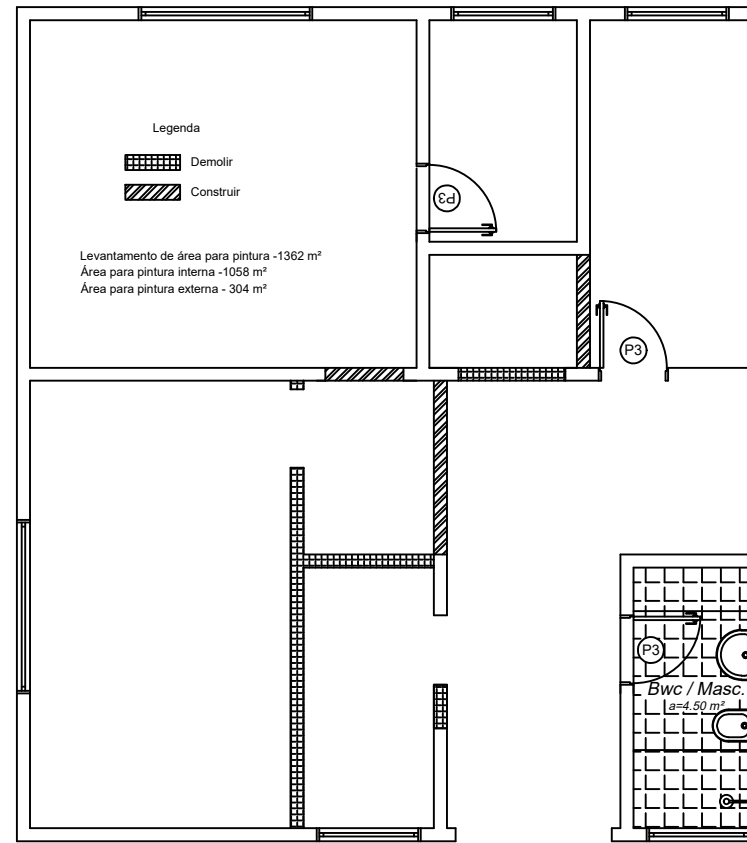 Legenda
Demolir
Construir
P3
Levantamento de área para pintura -1362 m²
Área para pintura interna -1058 m²
Área para pintura externa - 304 m²
P3
P3
Bwc / Masc.
a=4.50 m²